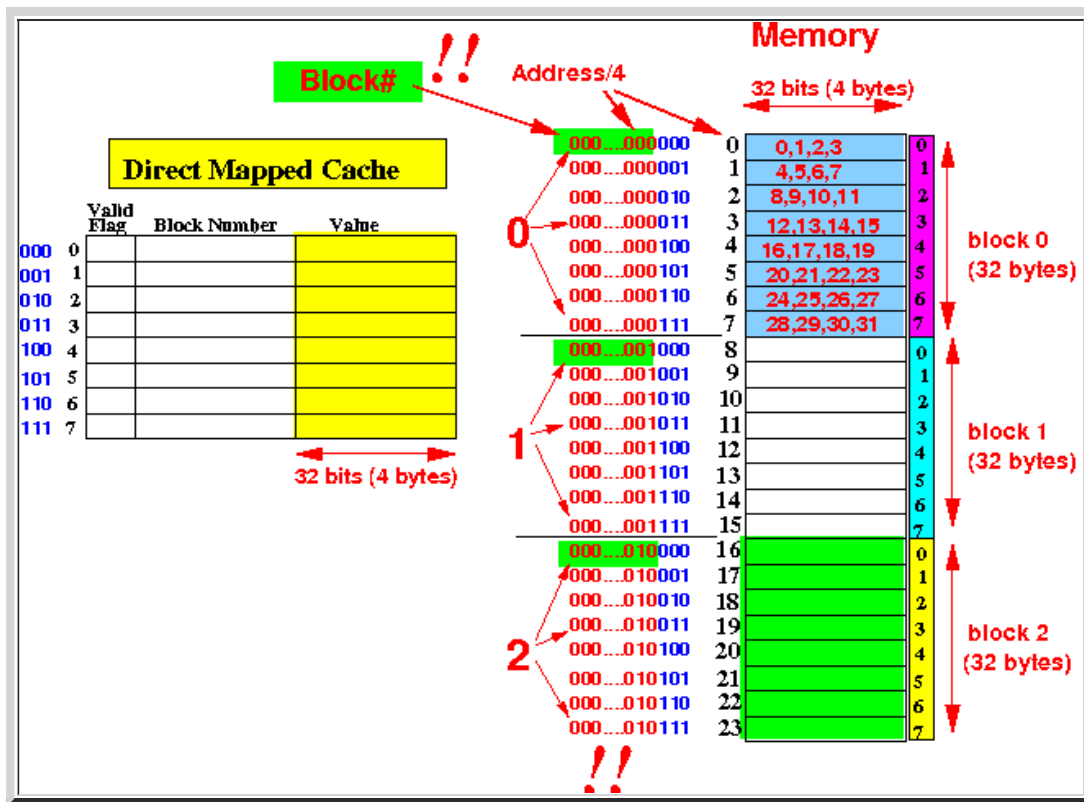 Memory
!!
Block#
Address/4
32 bits (4 bytes)
Direct Mapped Cache
Valid
Flag Block Number Value
000 0
001 1
010 2
011 3
100 4
101 5
110 6
111 7
32 bits (4 bytes)
000....000000 0 0,1,2,3 0
000....000001 1 4,5,6,7 1
000....000010 2 8,9,10,11 2
000....000011 3 12,13,14,15 3
000....000100 4 16,17,18,19 4
000....000101 5 20,21,22,23 5
000....000110 6 24,25,26,27 6
000....000111 7 28,29,30,31 7
0
block 0
(32 bytes)
000....001000 8 0
000....001001 9 1
000....001010 10 2
000....001011 11 3
000....001100 12 4
000....001101 13 5
000....001110 14 6
000....001111 15 7
1
block 1
(32 bytes)
000....010000 16 0
000....010001 17 1
000....010010 18 2
000....010011 19 3
000....010100 20 4
000....010101 21 5
000....010110 22 6
000....010111 23 7
2
block 2
(32 bytes)
!!